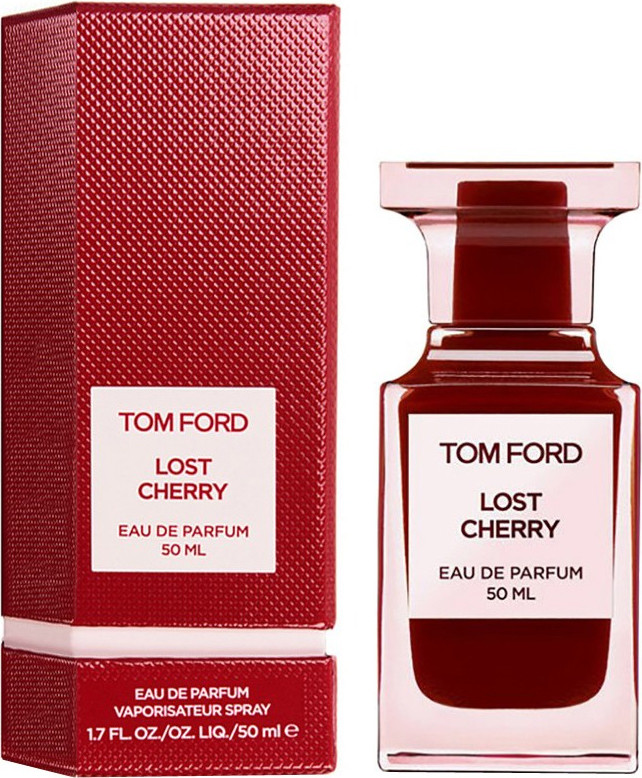 TOM FORD
LOST
CHERRY
EAU DE PARFUM
50 ML
EAU DE PARFUM
VAPORISATEUR SPRAY
1.7 FL. OZ./OZ. LIQ./50 ml ℮
TOM FORD
LOST
CHERRY
EAU DE PARFUM
50 ML